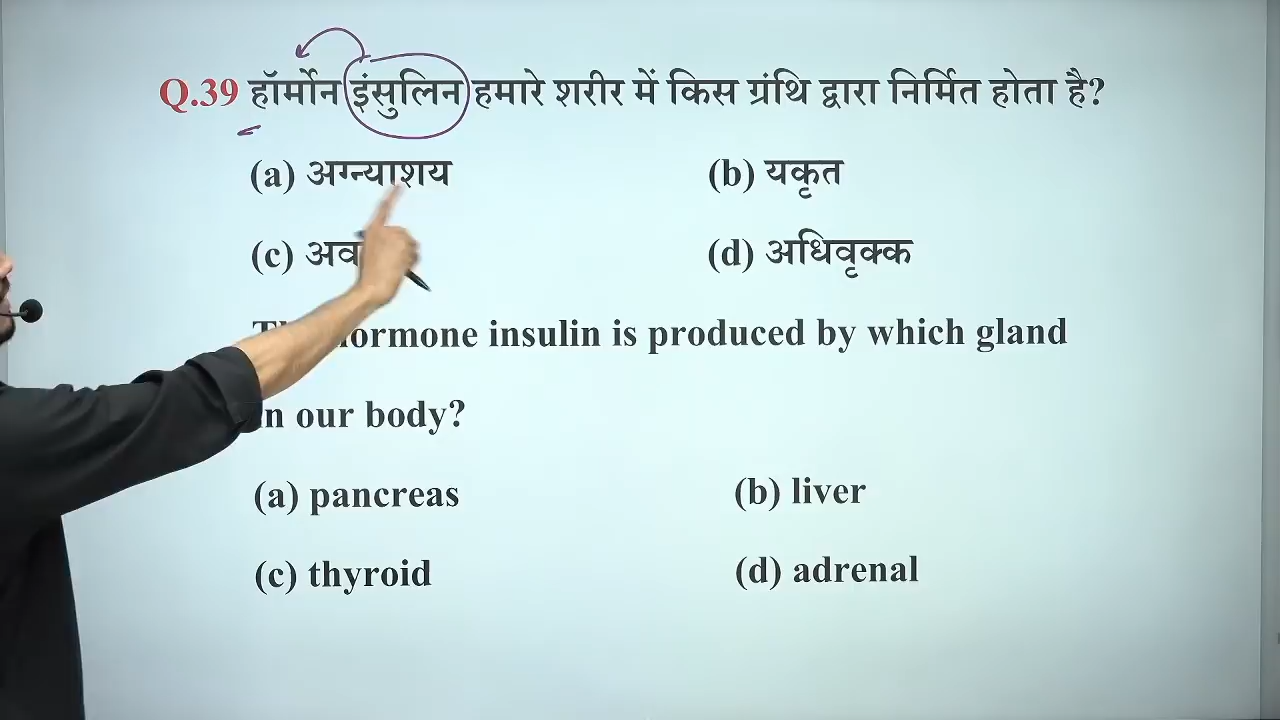 Q.39 हॉर्मोन इंसुलिन हमारे शरीर में किस ग्रंथि द्वारा निर्मित होता है?
(a) अग्न्याशय (b) यकृत
(c) (d) अधिवृक्क
hormone insulin is produced by which gland
in our body?
(a) pancreas (b) liver
(c) thyroid (d) adrenal